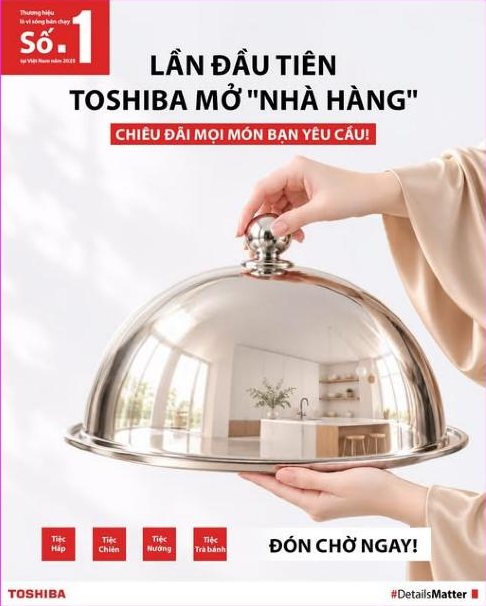 Thương hiệu
lò vi sóng bán chạy
Số.1
tại Việt Nam năm 2025
LẦN ĐẦU TIÊN
TOSHIBA MỞ "NHÀ HÀNG"
CHIÊU ĐÃI MỌI MÓN BẠN YÊU CẦU!
Tiệc
Hấp
Tiệc
Chiên
Tiệc
Nướng
Tiệc
Trà bánh
ĐÓN CHỜ NGAY!
TOSHIBA
#DetailsMatter